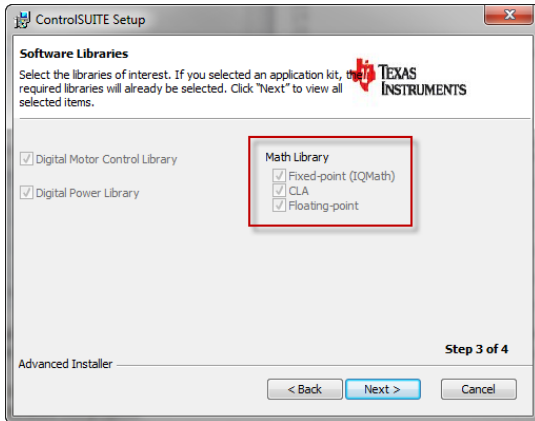 ControlSUITE Setup
Software Libraries
Select the libraries of interest. If you selected an application kit, the
required libraries will already be selected. Click "Next" to view all
selected items.
TEXAS
INSTRUMENTS
Digital Motor Control Library
Digital Power Library
Math Library
Fixed-point (IQMath)
CLA
Floating-point
Step 3 of 4
Advanced Installer
< Back
Next >
Cancel